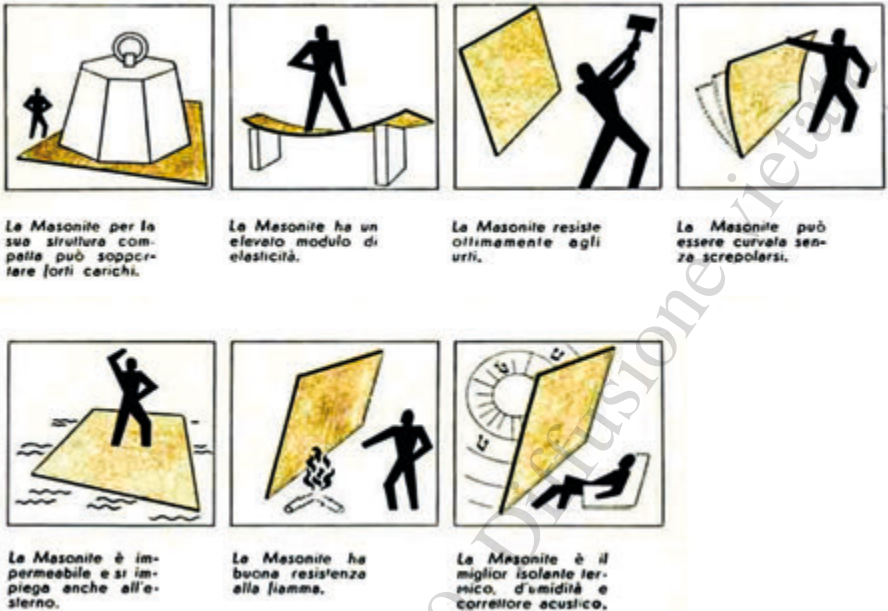 La Masonite per la
sua struttura com-
patta può soppor-
tare forti carichi.
La Masonite ha un
elevato modulo di
elasticità.
La Masonite resiste
ottimamente agli
urti.
La Masonite può
essere curvata sen-
za screpolarsi.
La Masonite è im-
permeabile e si im-
piega anche all'e-
sterno.
La Masonite ha
buona resistenza
alla fiamma.
La Masonite è il
miglior isolante ter-
mico, d'umidità e
correttore acustico.
Diffusione vietata